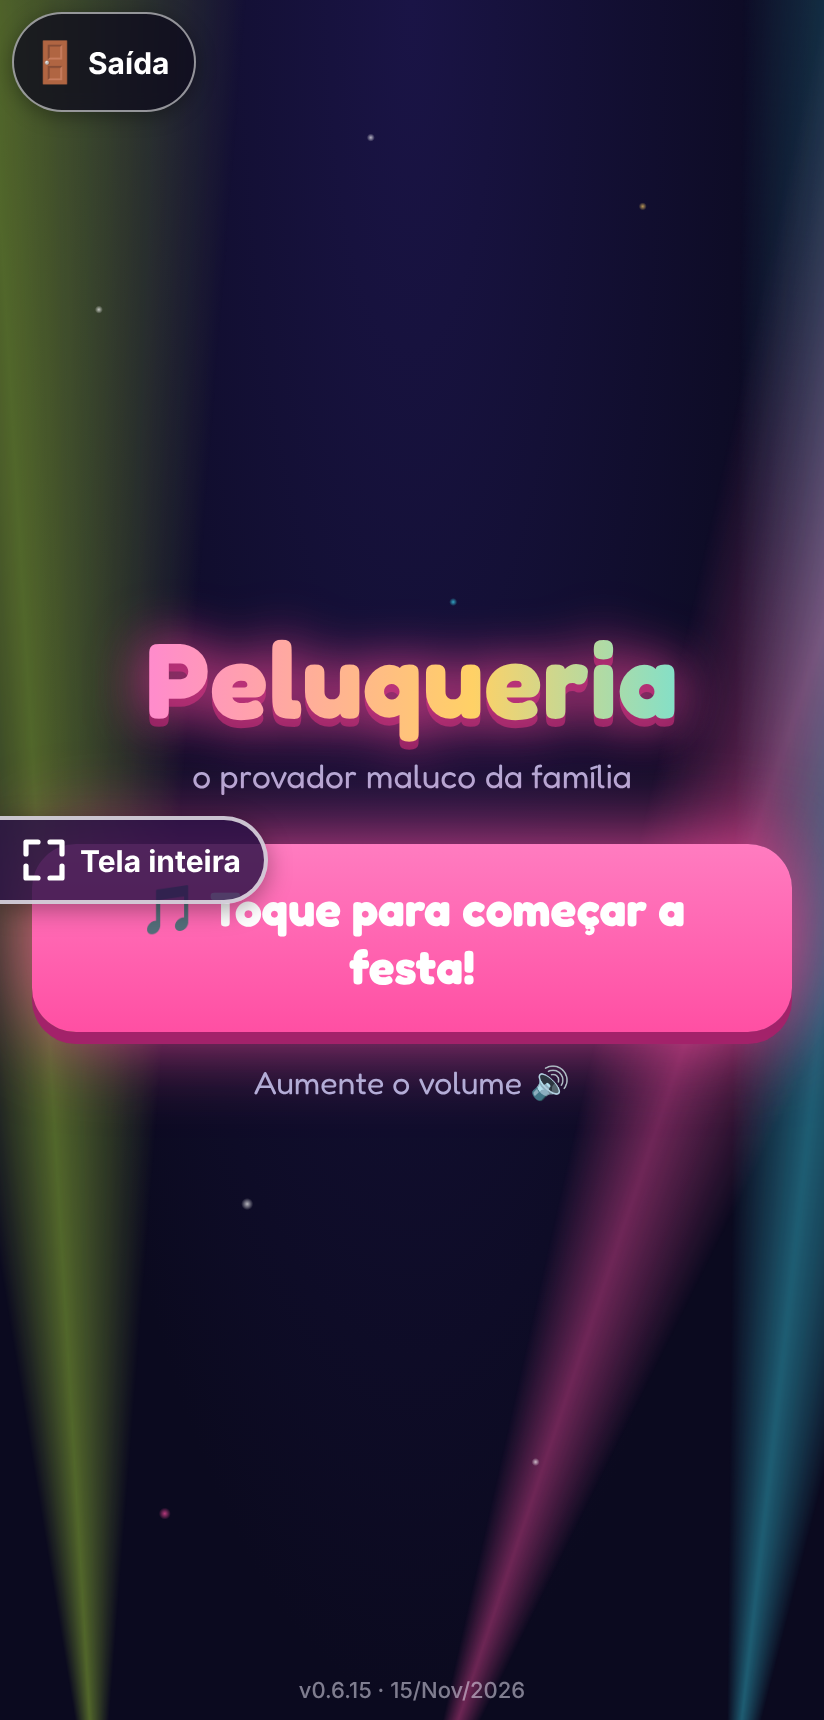 Saída
Peluqueria
o provador maluco da família
Tela inteira
Toque para começar a
festa!
Aumente o volume
v0.6.15 · 15/Nov/2026